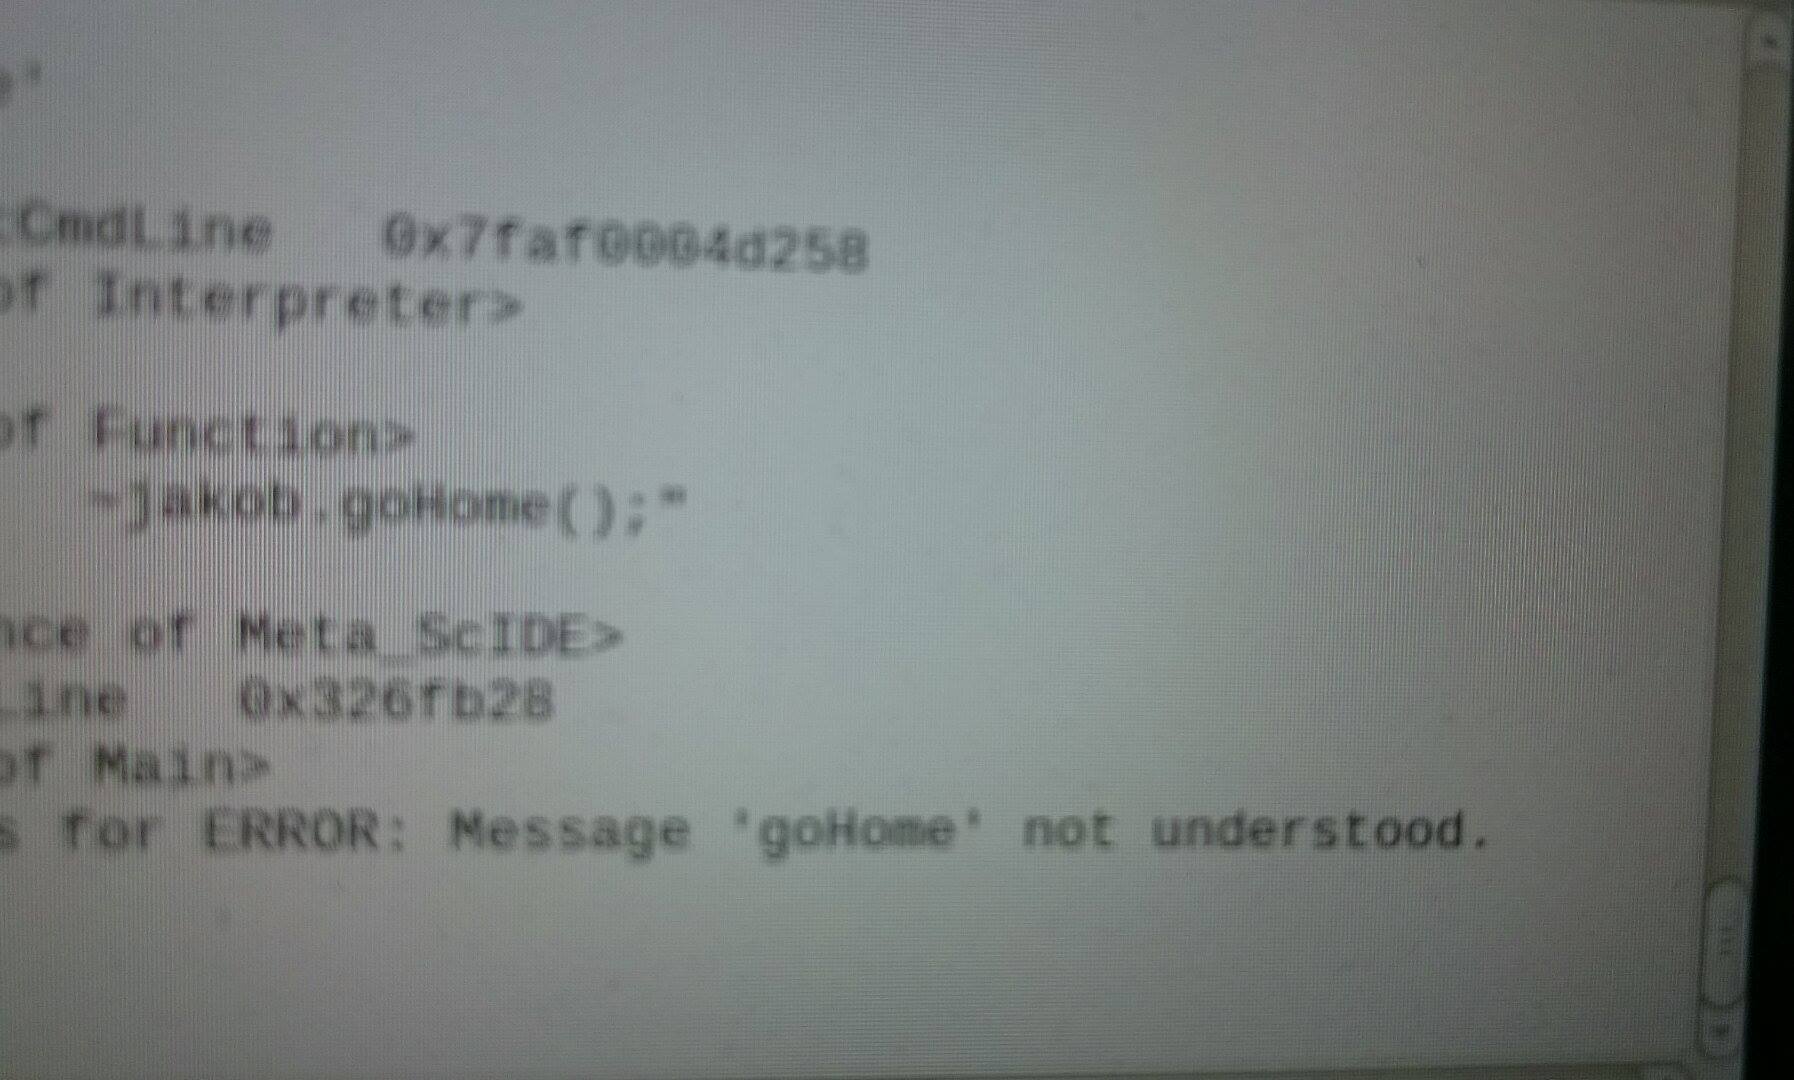 e'
:CmdLine 0x7faf0004d258
of Interpreter>
of Function>
~jakob.goHome();"
nce of Meta_ScIDE>
Line 0x326fb28
of Main>
s for ERROR: Message 'goHome' not understood.